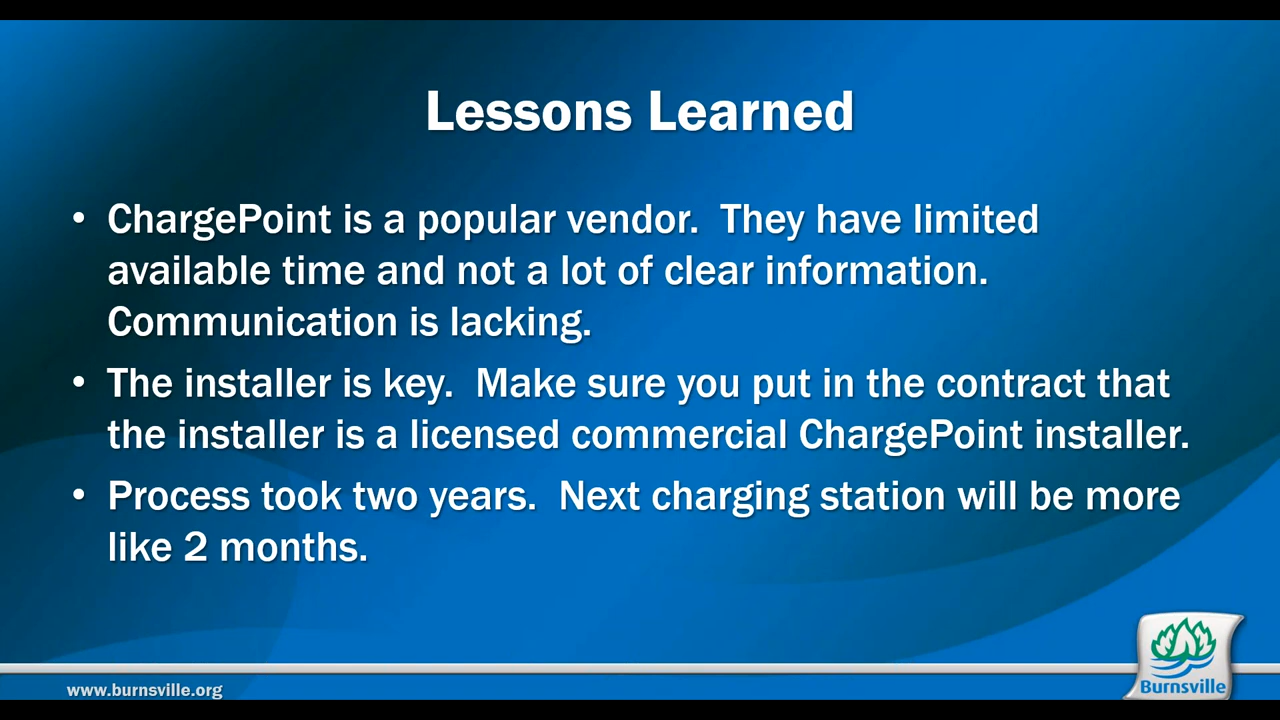 Lessons Learned
• ChargePoint is a popular vendor.  They have limited
available time and not a lot of clear information.
Communication is lacking.
• The installer is key.  Make sure you put in the contract that
the installer is a licensed commercial ChargePoint installer.
• Process took two years.  Next charging station will be more
like 2 months.
www.burnsville.org
Burnsville